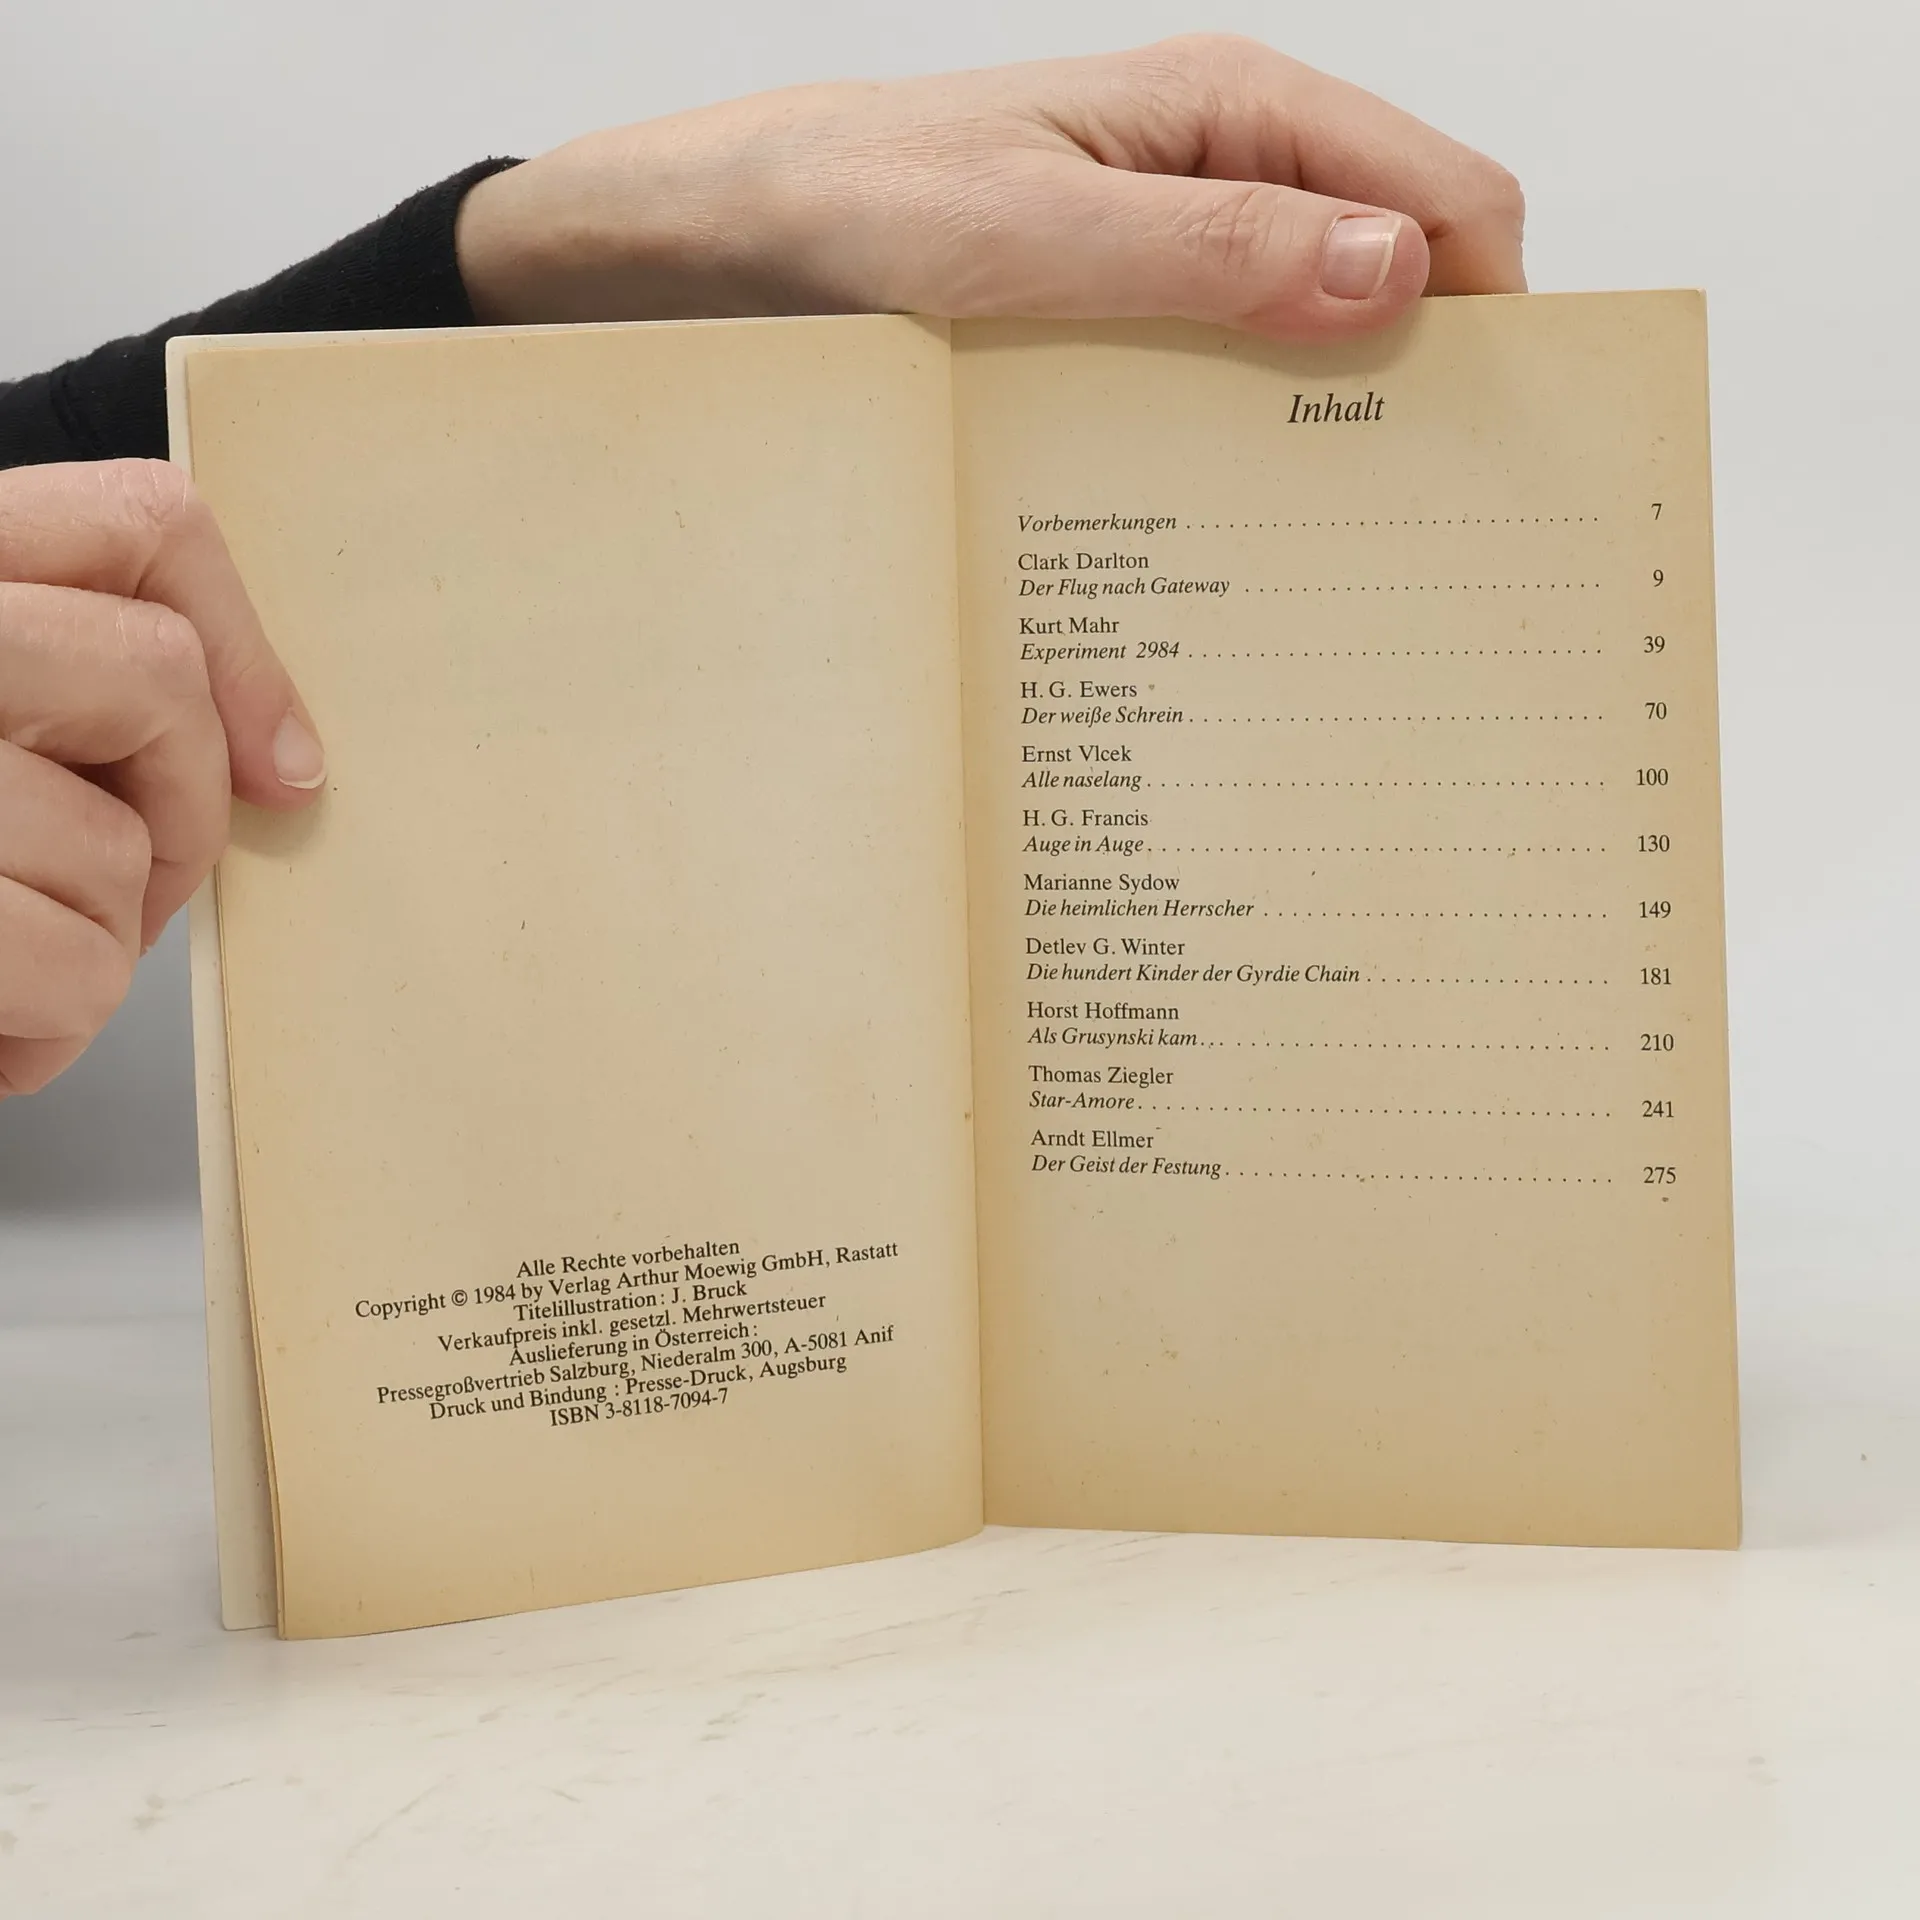 Alle Rechte vorbehalten
Copyright © 1984 by Verlag Arthur Moewig GmbH, Rastatt
Titelillustration: J. Bruck
Verkaufpreis inkl. gesetzl. Mehrwertsteuer
Auslieferung in Österreich:
Pressegroßvertrieb Salzburg, Niederalm 300, A-5081 Anif
Druck und Bindung : Presse-Druck, Augsburg
ISBN 3-8118-7094-7
Inhalt
Vorbemerkungen . . . . . . . . . . . . . . . . . . . . 7
Clark Darlton
Der Flug nach Gateway . . . . . . . . . . . . . . . . . . . . 9
Kurt Mahr
Experiment 2984 . . . . . . . . . . . . . . . . . . . . 39
H. G. Ewers
Der weiße Schrein . . . . . . . . . . . . . . . . . . . . 70
Ernst Vlcek
Alle naselang . . . . . . . . . . . . . . . . . . . . 100
H. G. Francis
Auge in Auge . . . . . . . . . . . . . . . . . . . . 130
Marianne Sydow
Die heimlichen Herrscher . . . . . . . . . . . . . . . . . . . . 149
Detlev G. Winter
Die hundert Kinder der Gyrdie Chain . . . . . . . . . . . . . . . . 181
Horst Hoffmann
Als Grusynski kam . . . . . . . . . . . . . . . . . . . . 210
Thomas Ziegler
Star-Amore . . . . . . . . . . . . . . . . . . . . 241
Arndt Ellmer
Der Geist der Festung . . . . . . . . . . . . . . . . . . . . 275